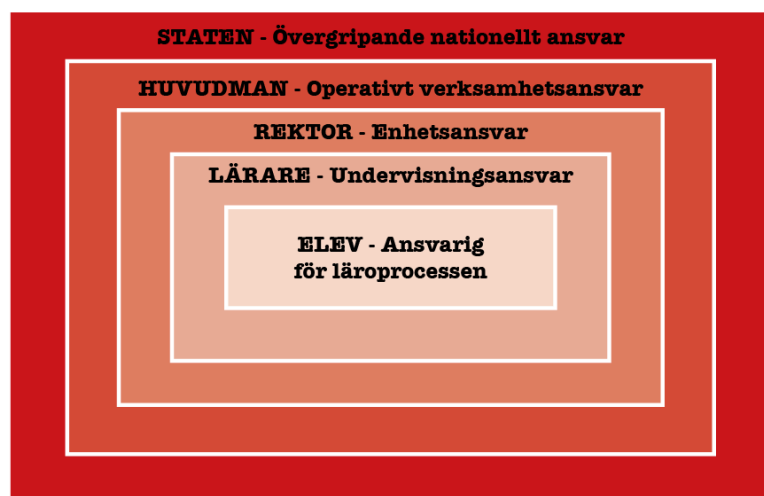 STATEN - Övergripande nationellt ansvar
HUVUDMAN - Operativt verksamhetsansvar
REKTOR - Enhetsansvar
LÄRARE - Undervisningsansvar
ELEV - Ansvarig
för läroprocessen